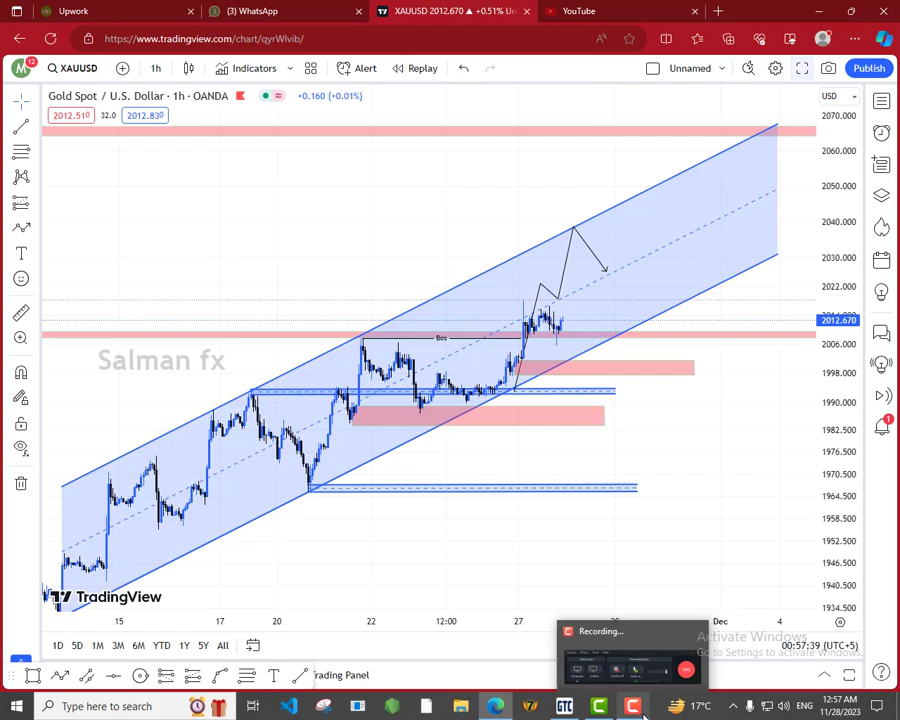 Upwork
(3) WhatsApp
XAUUSD 2012.670 ▲ +0.51% Un
YouTube
https://www.tradingview.com/chart/qyrWlvib/
M 12
XAUUSD
1h
Indicators
Alert
Replay
Unnamed
Publish
Gold Spot / U.S. Dollar · 1h · OANDA
+0.160 (+0.01%)
USD
2012.510
32.0
2012.830
2070.000
2060.000
2050.000
2040.000
2030.000
2022.000
2012.670
2006.000
1998.000
1990.000
1982.500
1976.500
1970.500
1964.500
1958.500
1952.500
1946.500
1940.500
1934.500
Bos
Salman fx
TradingView
15
20
22
12:00
27
Dec
4
1D 5D 1M 3M 6M YTD 1Y 5Y All
00:57:39 (UTC+5)
Recording...
Activate Windows
Go to Settings to activate Windows.
Trading Panel
Type here to search
GTC
17°C
ENG
12:57 AM
11/28/2023
1